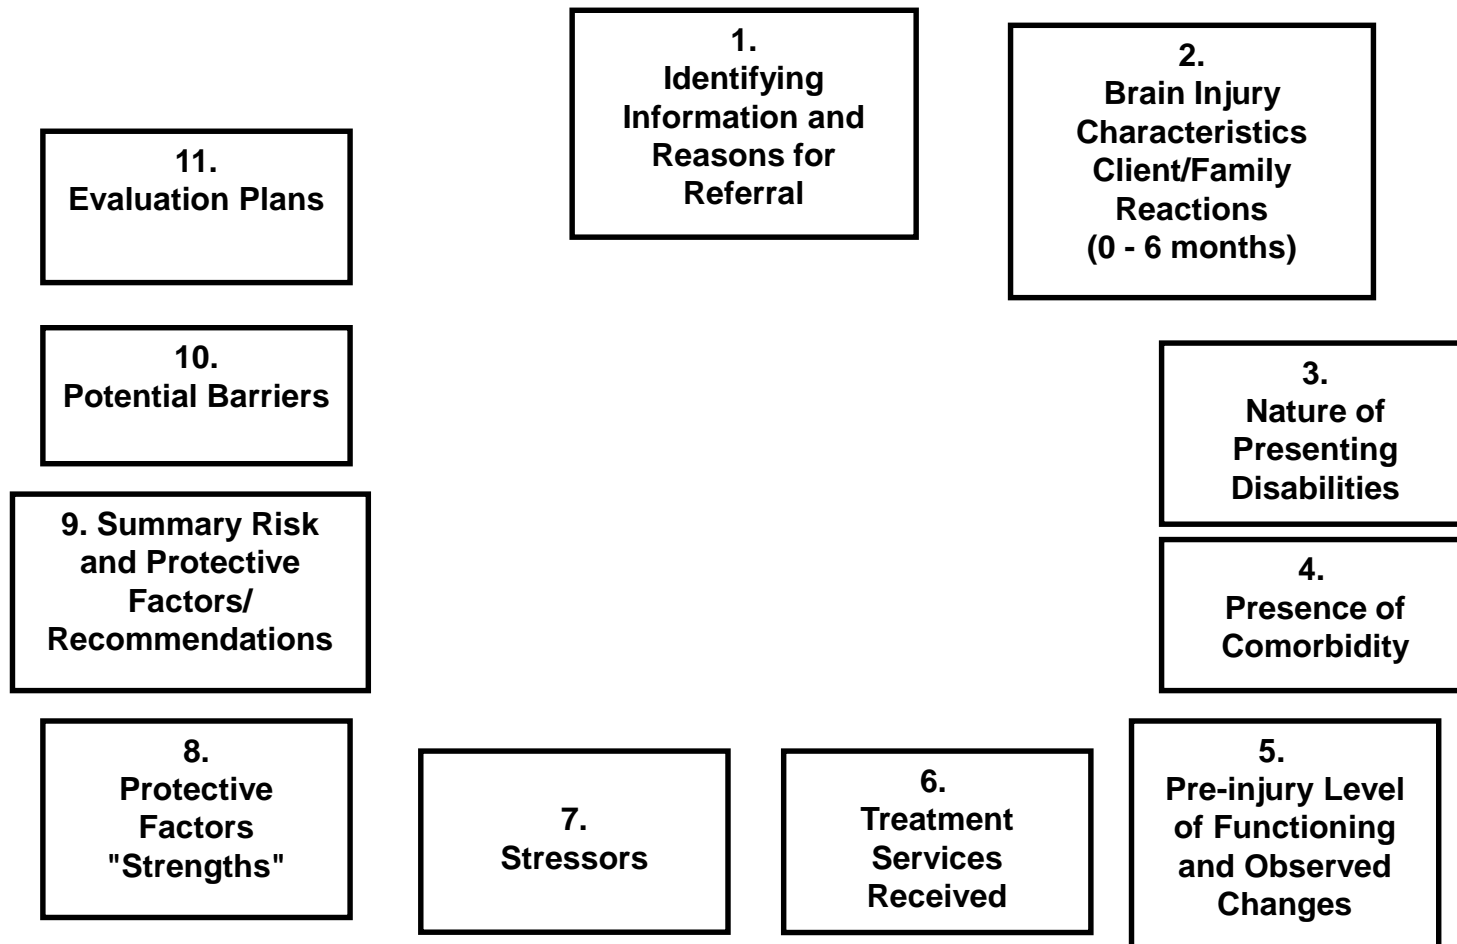 1.
Identifying
Information and
Reasons for
Referral
2.
Brain Injury
Characteristics
Client/Family
Reactions
(0 - 6 months)
3.
Nature of
Presenting
Disabilities
4.
Presence of
Comorbidity
5.
Pre-injury Level
of Functioning
and Observed
Changes
6.
Treatment
Services
Received
7.
Stressors
8.
Protective
Factors
"Strengths"
9. Summary Risk
and Protective
Factors/
Recommendations
10.
Potential Barriers
11.
Evaluation Plans